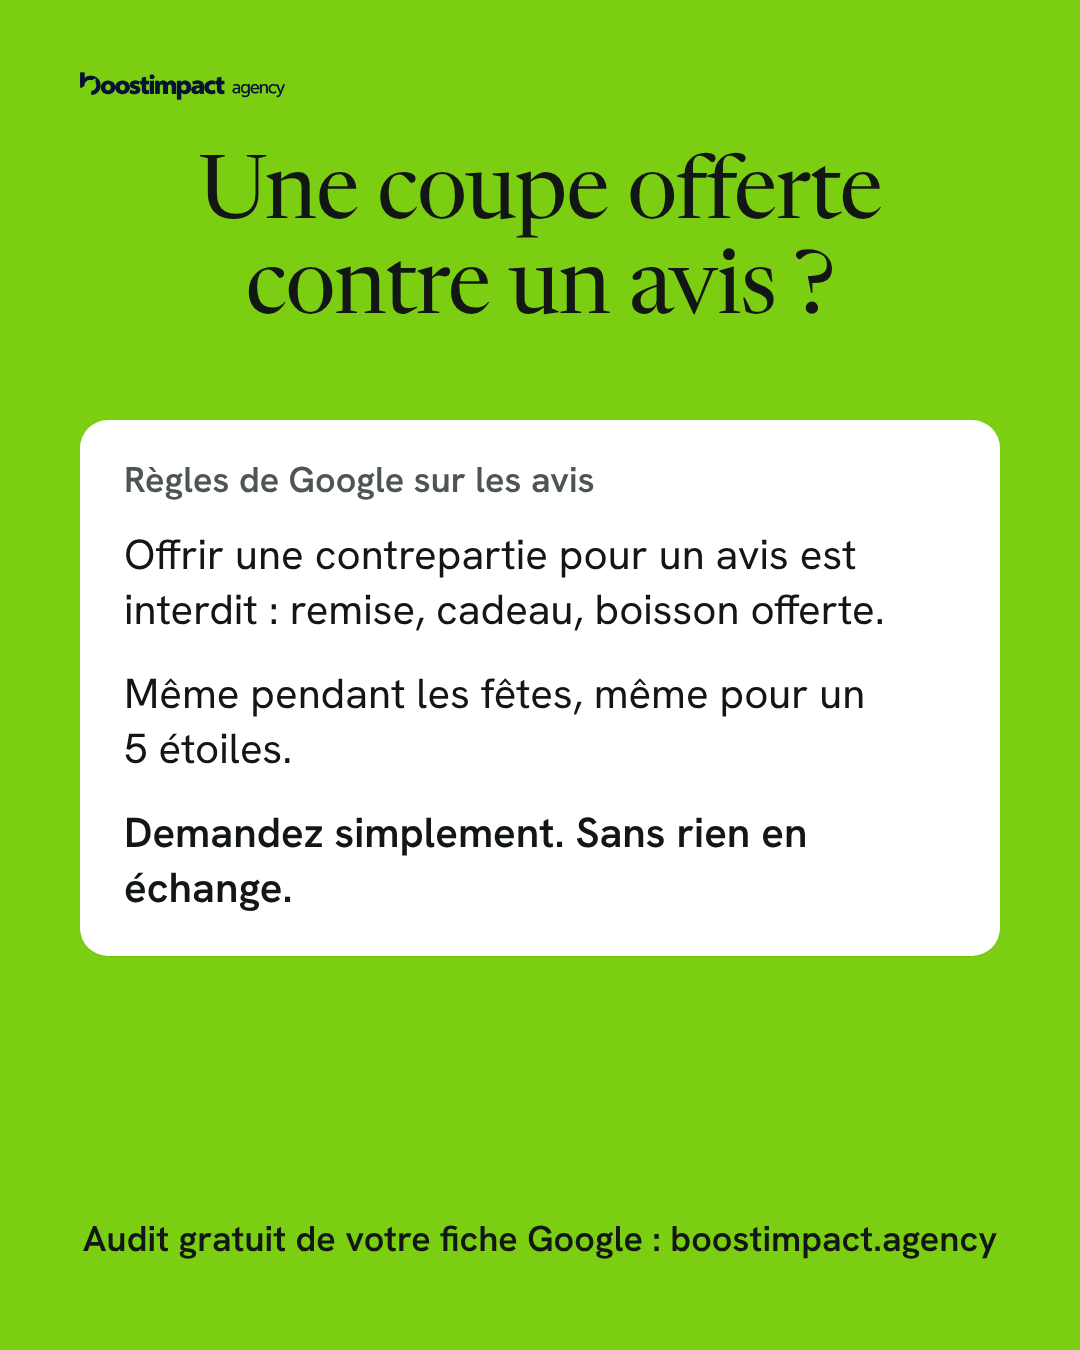 boostimpact agency
Une coupe offerte
contre un avis ?
Règles de Google sur les avis
Offrir une contrepartie pour un avis est
interdit : remise, cadeau, boisson offerte.
Même pendant les fêtes, même pour un
5 étoiles.
Demandez simplement. Sans rien en
échange.
Audit gratuit de votre fiche Google : boostimpact.agency